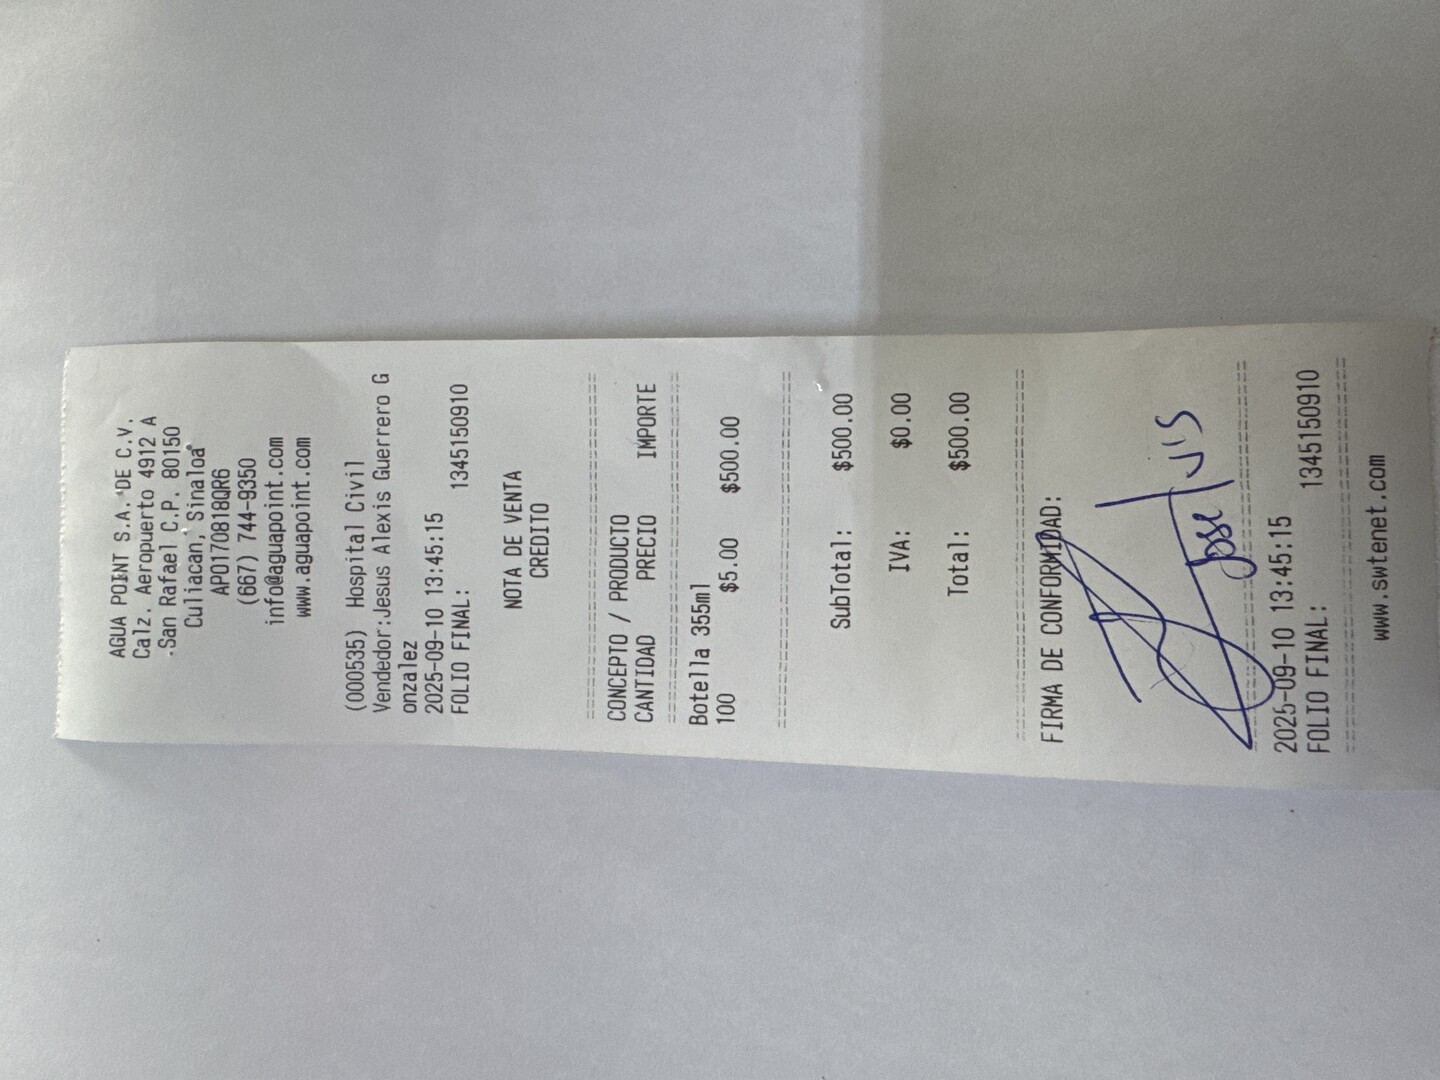 AGUA POINT S.A. DE C.V.
Calz. Aeropuerto 4912 A
.San Rafael C.P. 80150
Culiacan, Sinaloa
APO170818QR6
(667) 744-9350
info@aguapoint.com
www.aguapoint.com
(000535) Hospital Civil
Vendedor:Jesus Alexis Guerrero G
onzalez
2025-09-10 13:45:15
FOLIO FINAL: 1345150910
NOTA DE VENTA
CREDITO
CONCEPTO / PRODUCTO
CANTIDAD PRECIO IMPORTE
Botella 355ml
100 $5.00 $500.00
SubTotal: $500.00
IVA: $0.00
Total: $500.00
FIRMA DE CONFORMIDAD:
Jose Luis
2025-09-10 13:45:15
FOLIO FINAL: 1345150910
www.swtenet.com